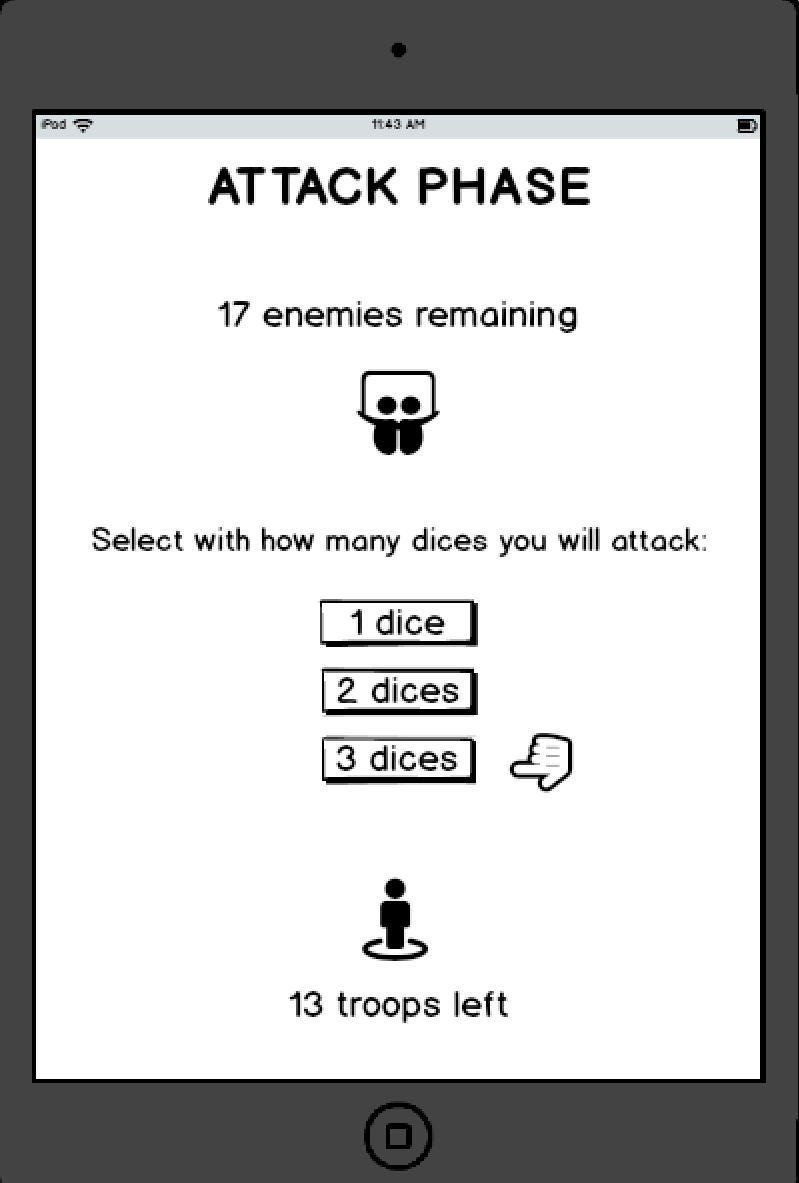 iPod
11:43 AM
ATTACK PHASE
17 enemies remaining
Select with how many dices you will attack:
1 dice
2 dices
3 dices
13 troops left